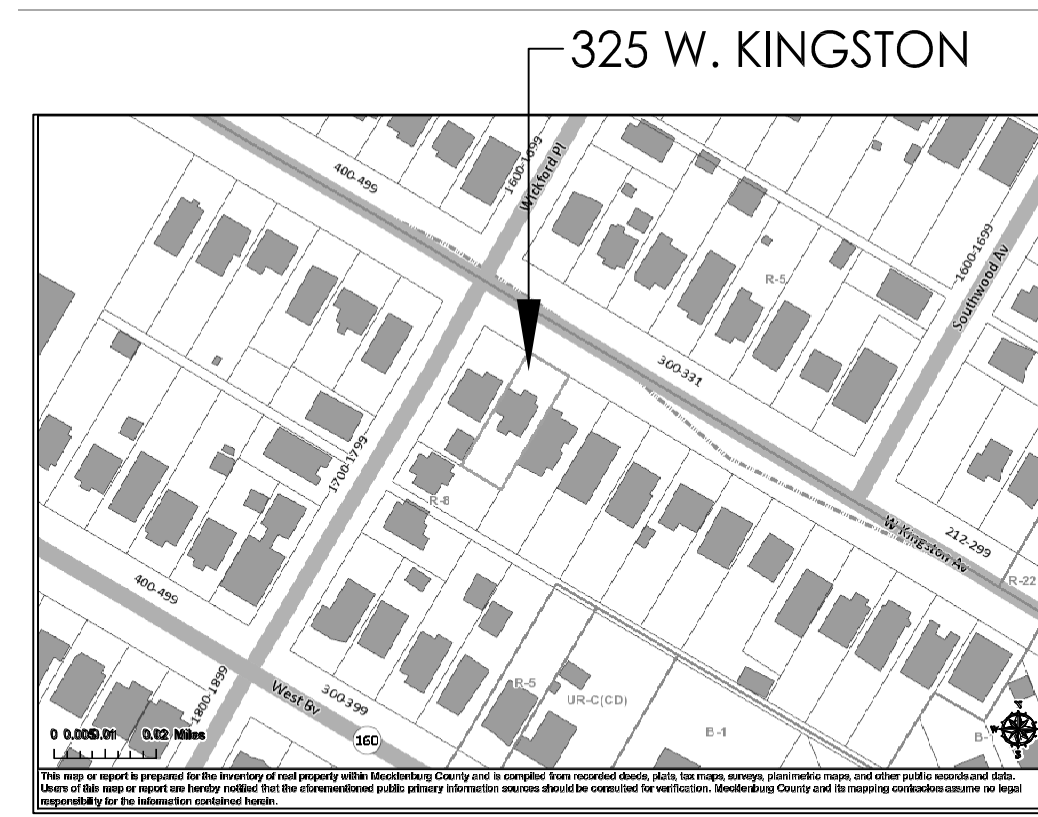 325 W. KINGSTON
400-499
1600-1699
Wickford Pl
1600-1699
Southwood Av
R-5
300-331
1700-1799
R-8
W Kingston Av
212-299
R-22
400-499
1800-1899
West Bv
300-399
160
R-5
UR-C(CD)
B-1
B-
0
0.02 Miles
This map or report is prepared for the inventory of real property within Mecklenburg County and is compiled from recorded deeds, plats, tax maps, surveys, planimetric maps, and other public records and data.
Users of this map or report are hereby notified that the aforementioned public primary information sources should be consulted for verification. Mecklenburg County and its mapping contractors assume no legal
responsibility for the information contained herein.